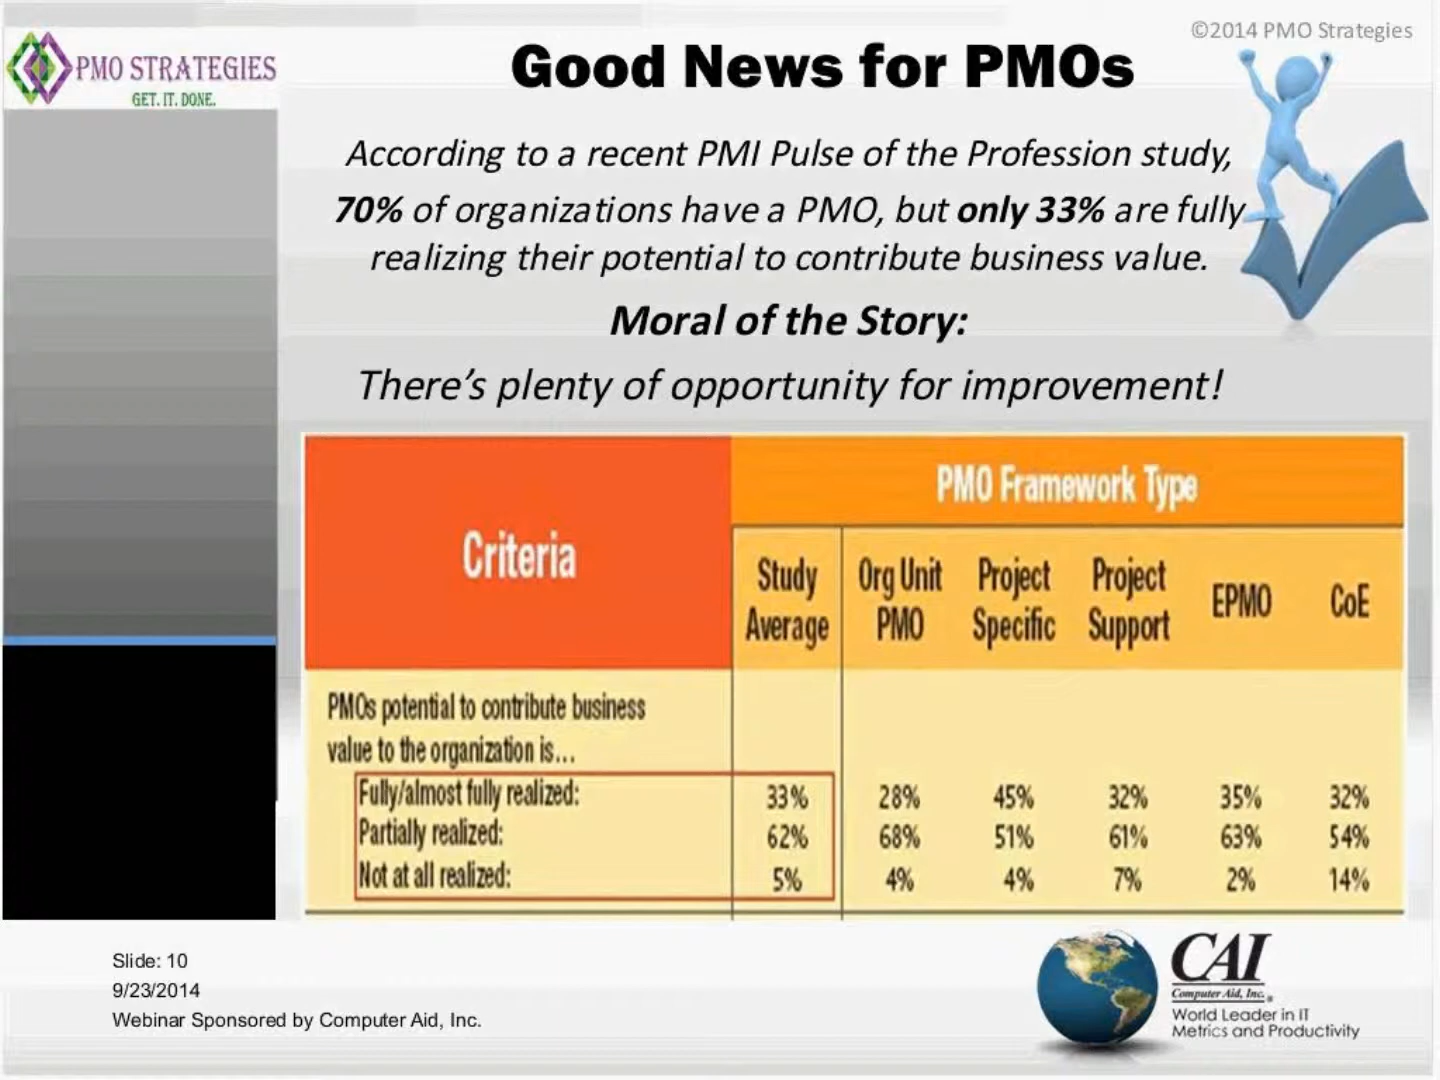 ©2014 PMO Strategies
PMO STRATEGIES
GET. IT. DONE.
Good News for PMOs
According to a recent PMI Pulse of the Profession study,
70% of organizations have a PMO, but only 33% are fully
realizing their potential to contribute business value.
Moral of the Story:
There's plenty of opportunity for improvement!
Criteria
PMO Framework Type
Study Average
Org Unit PMO
Project Specific
Project Support
EPMO
CoE
PMOs potential to contribute business
value to the organization is...
Fully/almost fully realized: 33% 28% 45% 32% 35% 32%
Partially realized: 62% 68% 51% 61% 63% 54%
Not at all realized: 5% 4% 4% 7% 2% 14%
Slide: 10
9/23/2014
Webinar Sponsored by Computer Aid, Inc.
CAI
Computer Aid, Inc.
World Leader in IT
Metrics and Productivity